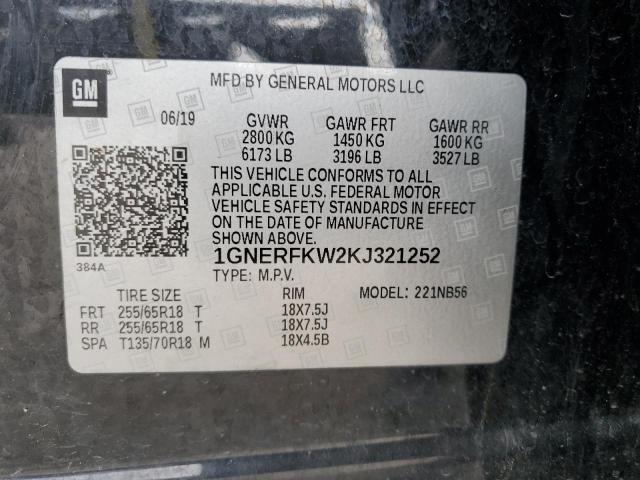 GM
MFD BY GENERAL MOTORS LLC
06/19 GVWR GAWR FRT GAWR RR
2800 KG 1450 KG 1600 KG
6173 LB 3196 LB 3527 LB
THIS VEHICLE CONFORMS TO ALL
APPLICABLE U.S. FEDERAL MOTOR
VEHICLE SAFETY STANDARDS IN EFFECT
ON THE DATE OF MANUFACTURE
SHOWN ABOVE.
1GNERFKW2KJ321252
384A
TYPE: M.P.V.
TIRE SIZE RIM MODEL: 221NB56
FRT 255/65R18 T 18X7.5J
RR 255/65R18 T 18X7.5J
SPA T135/70R18 M 18X4.5B